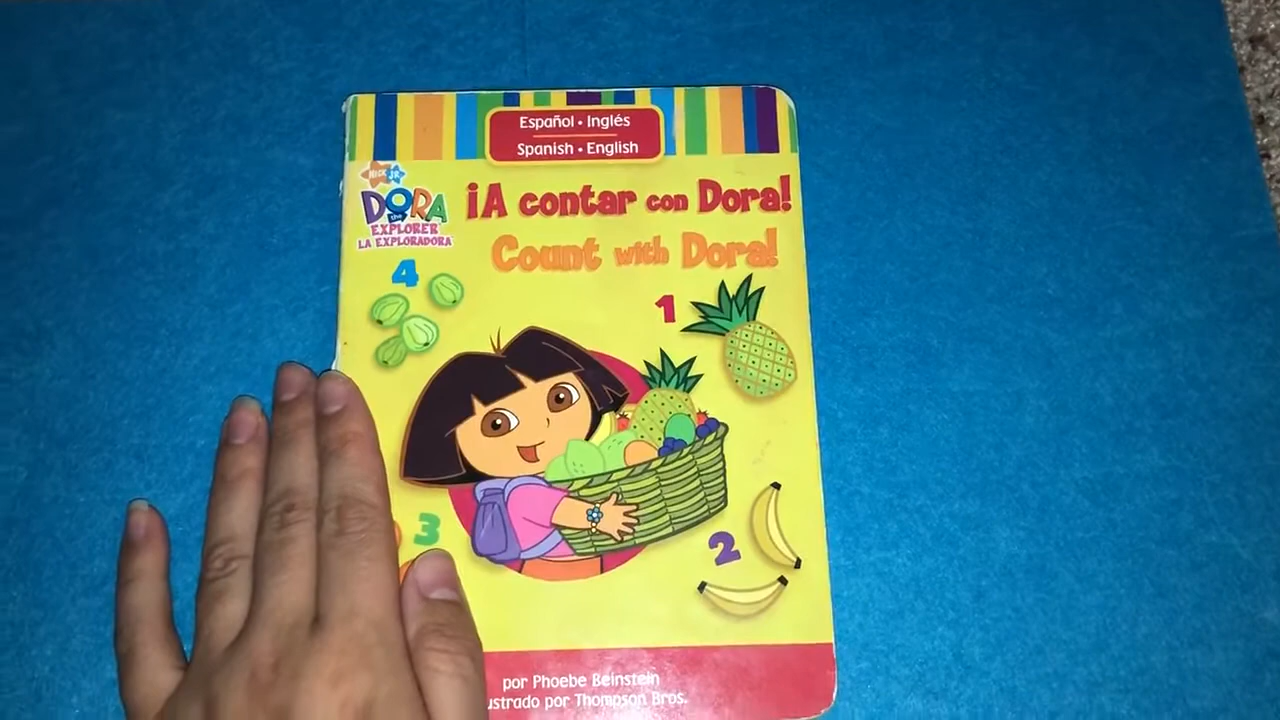 Español • Inglés
Spanish • English
NICK JR.
DORA
the
EXPLORER
LA EXPLORADORA
¡A contar con Dora!
Count with Dora!
4
1
3
2
por Phoebe Beinstein
ustrado por Thompson Bros.